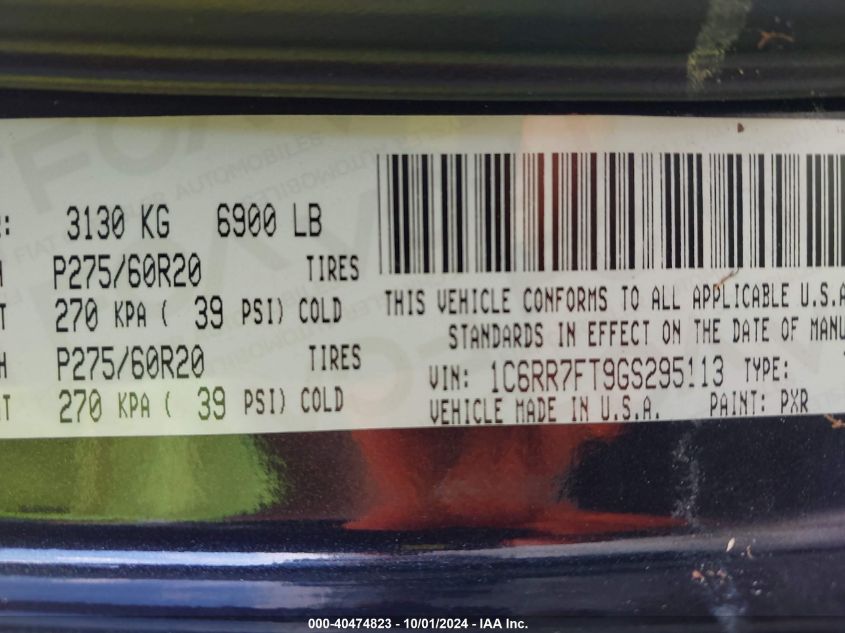 3130 KG 6900 LB
P275/60R20 TIRES
270 KPA ( 39 PSI) COLD
P275/60R20 TIRES
270 KPA ( 39 PSI) COLD
THIS VEHICLE CONFORMS TO ALL APPLICABLE U.S.A
STANDARDS IN EFFECT ON THE DATE OF MANU
VIN: 1C6RR7FT9GS295113 TYPE:
VEHICLE MADE IN U.S.A. PAINT: PXR
000-40474823 - 10/01/2024 - IAA Inc.